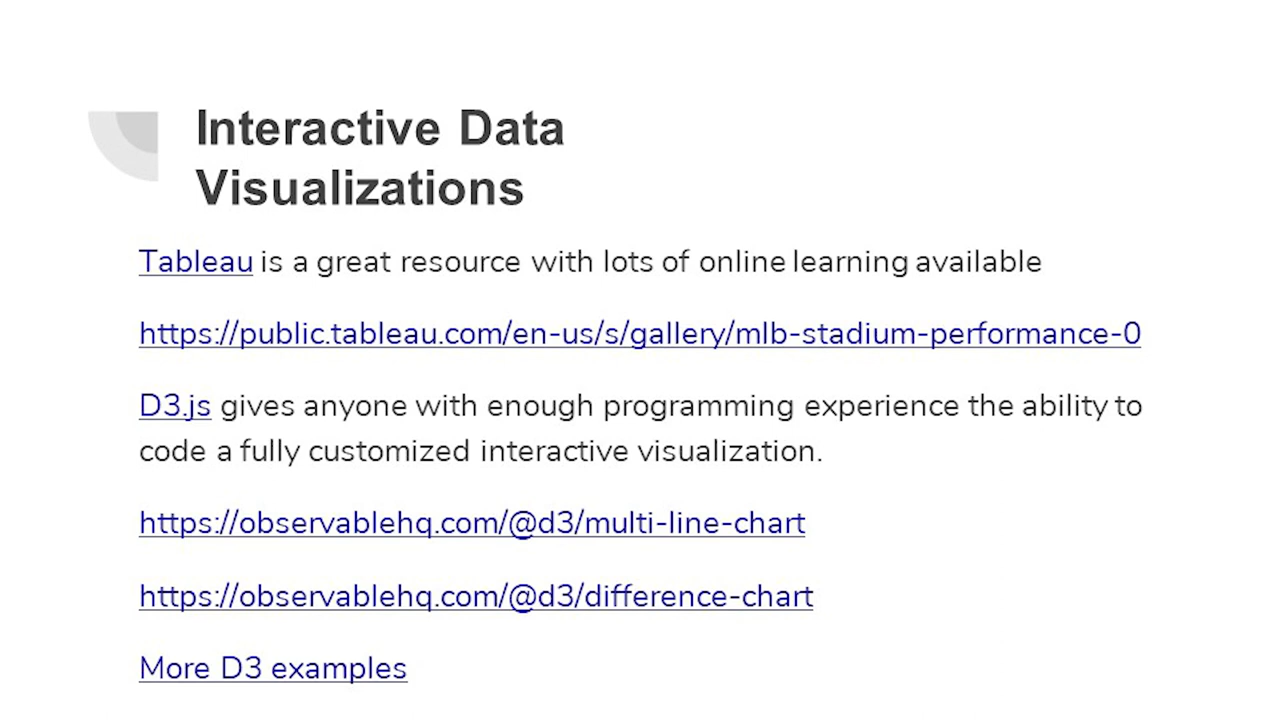 Interactive Data
Visualizations
Tableau is a great resource with lots of online learning available
https://public.tableau.com/en-us/s/gallery/mlb-stadium-performance-0
D3.js gives anyone with enough programming experience the ability to
code a fully customized interactive visualization.
https://observablehq.com/@d3/multi-line-chart
https://observablehq.com/@d3/difference-chart
More D3 examples